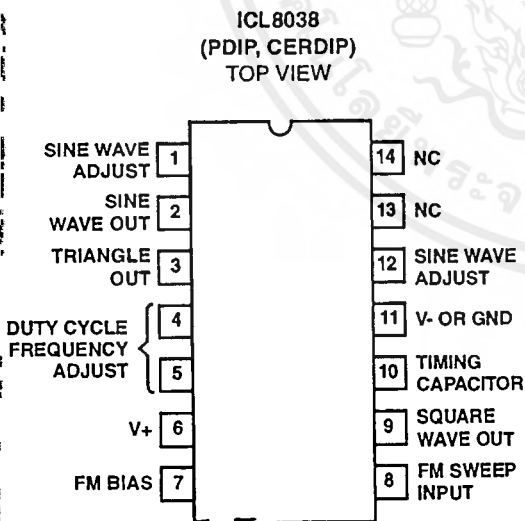 ICL8038
(PDIP, CERDIP)
TOP VIEW
SINE WAVE
ADJUST
1
SINE
WAVE OUT
2
TRIANGLE
OUT
3
DUTY CYCLE
FREQUENCY
ADJUST
4
5
V+
6
FM BIAS
7
14
NC
13
NC
12
SINE WAVE
ADJUST
11
V- OR GND
10
TIMING
CAPACITOR
9
SQUARE
WAVE OUT
8
FM SWEEP
INPUT